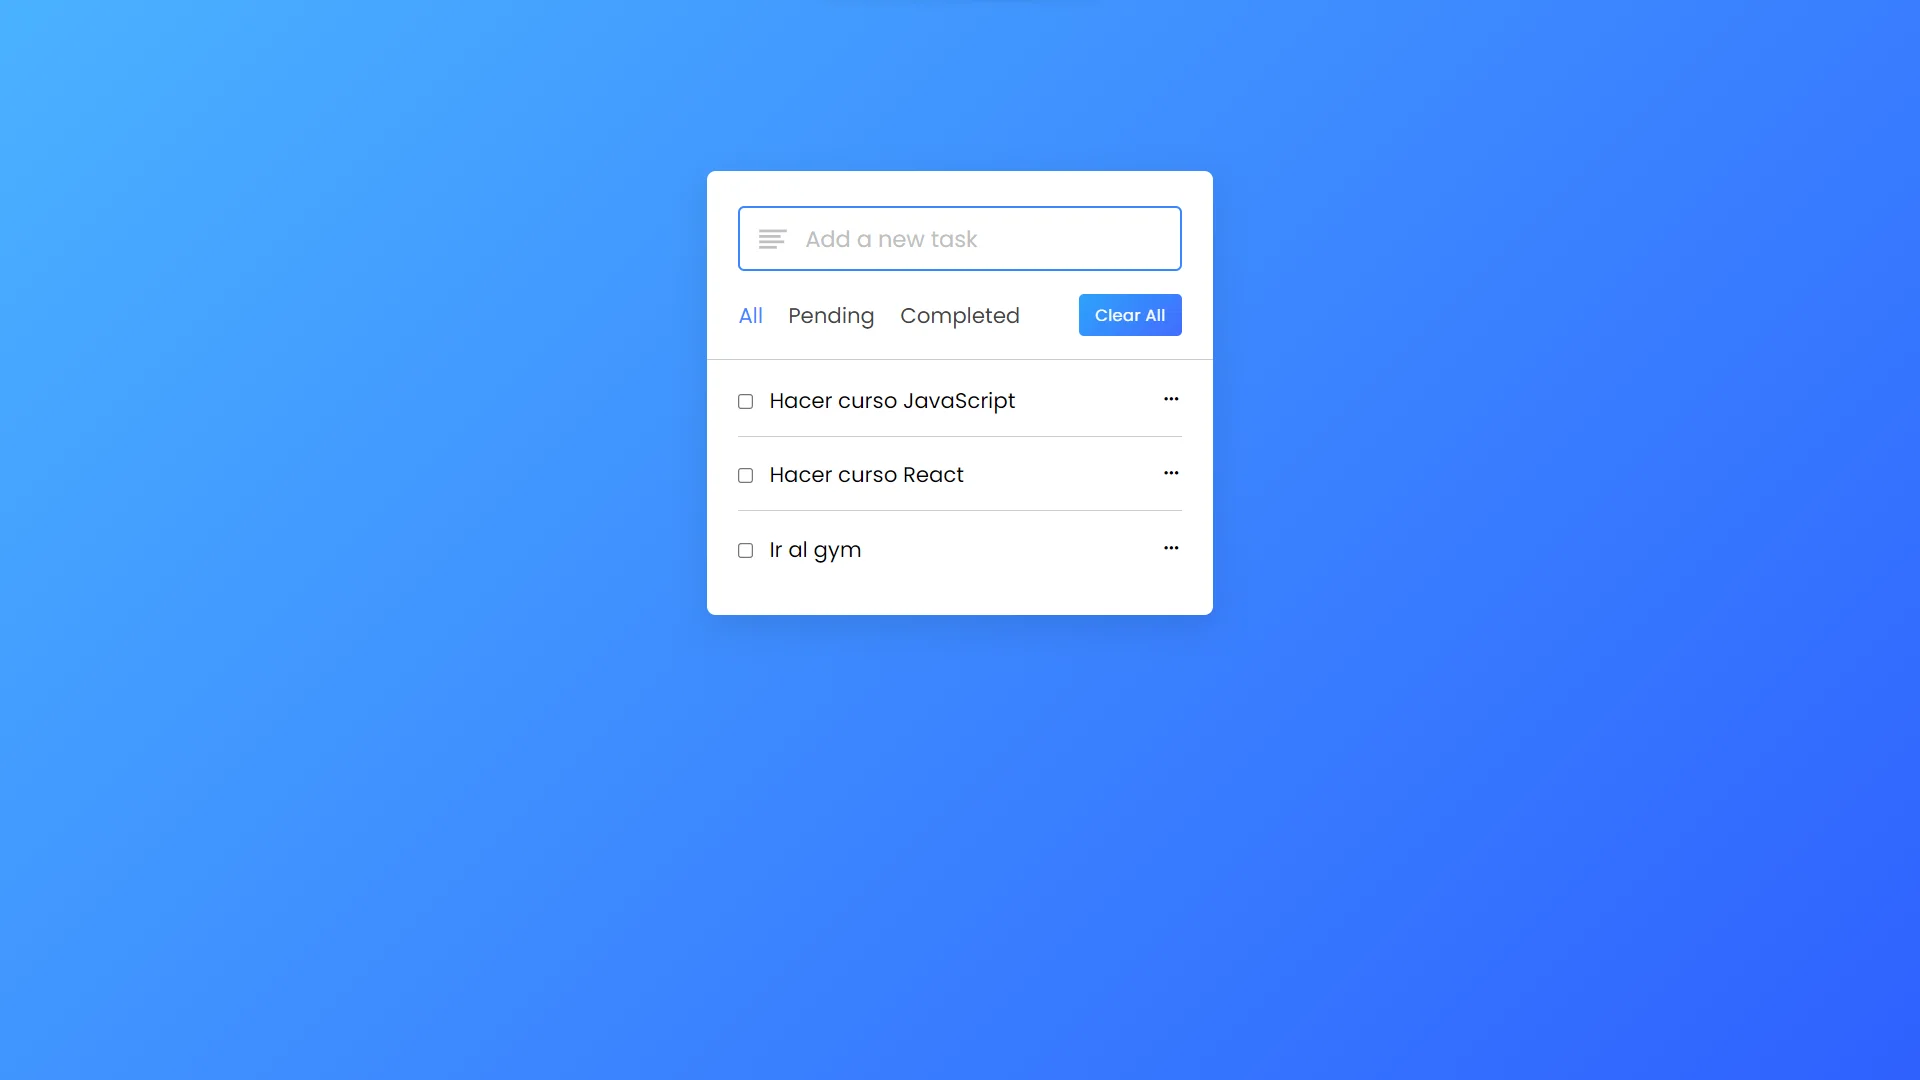 Add a new task
All Pending Completed Clear All
Hacer curso JavaScript
Hacer curso React
Ir al gym